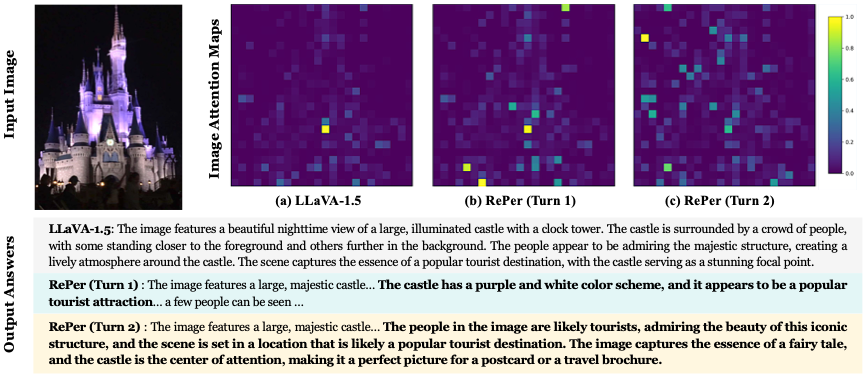 Input Image
Image Attention Maps
1.0
0.8
0.6
0.4
0.2
0.0
(a) LLaVA-1.5
(b) RePer (Turn 1)
(c) RePer (Turn 2)
Output Answers
LLaVA-1.5: The image features a beautiful nighttime view of a large, illuminated castle with a clock tower. The castle is surrounded by a crowd of people,
with some standing closer to the foreground and others further in the background. The people appear to be admiring the majestic structure, creating a
lively atmosphere around the castle. The scene captures the essence of a popular tourist destination, with the castle serving as a stunning focal point.
RePer (Turn 1) : The image features a large, majestic castle... The castle has a purple and white color scheme, and it appears to be a popular
tourist attraction... a few people can be seen ...
RePer (Turn 2) : The image features a large, majestic castle... The people in the image are likely tourists, admiring the beauty of this iconic
structure, and the scene is set in a location that is likely a popular tourist destination. The image captures the essence of a fairy tale,
and the castle is the center of attention, making it a perfect picture for a postcard or a travel brochure.